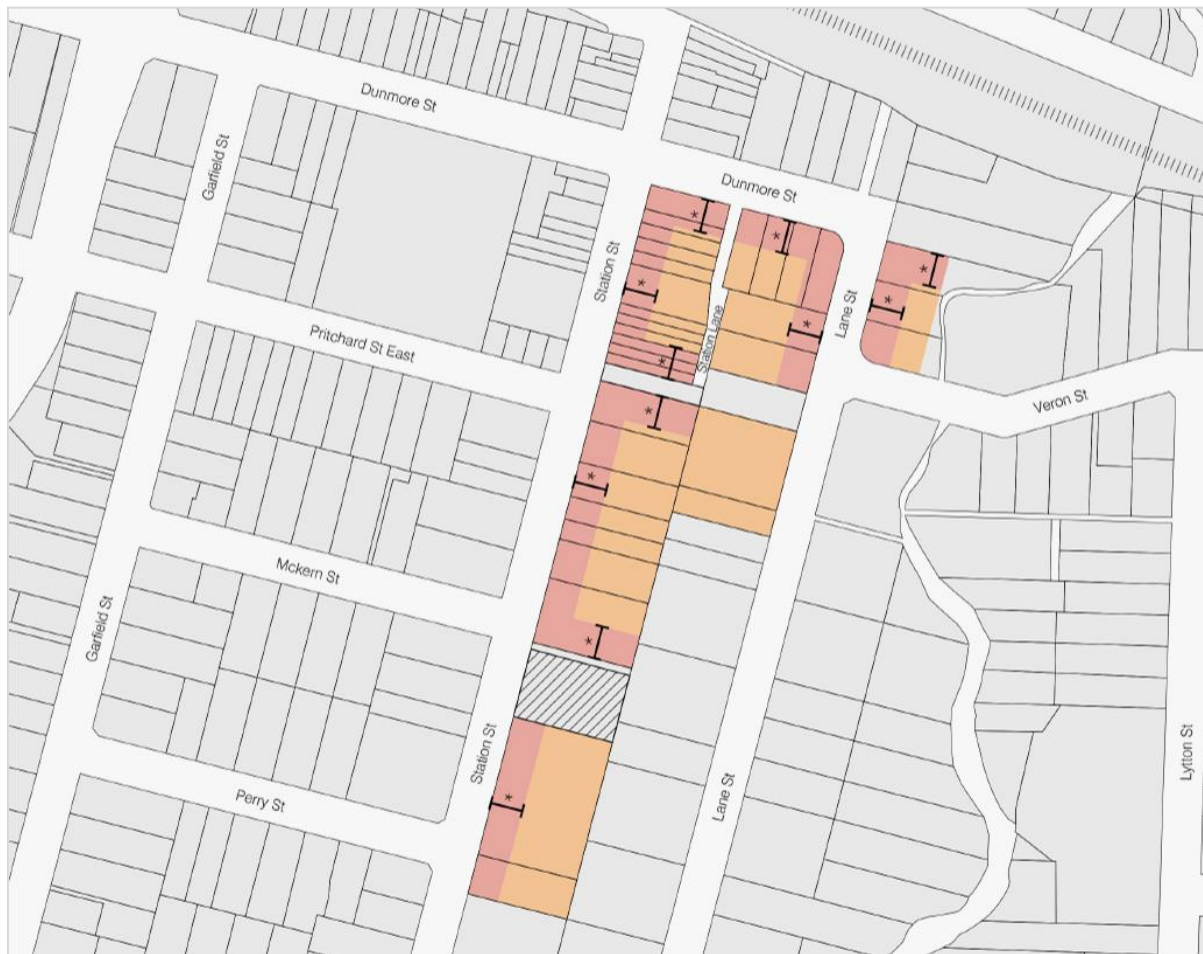 Dunmore St
Garfield St
Dunmore St
*
*
*
Station St
*
*
Lane St
*
*
*
Station Lane
Pritchard St East
*
Veron St
*
Mckern St
*
Garfield St
Station St
Lytton St
Lane St
Perry St
*